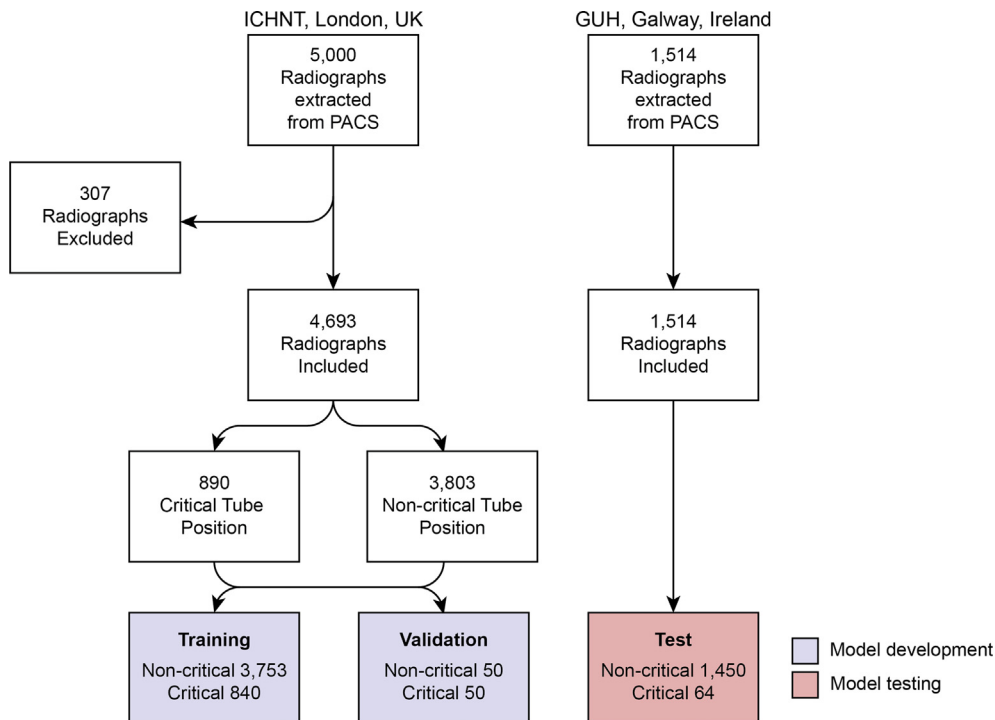 ICHNT, London, UK
GUH, Galway, Ireland
5,000
Radiographs
extracted
from PACS
1,514
Radiographs
extracted
from PACS
307
Radiographs
Excluded
4,693
Radiographs
Included
1,514
Radiographs
Included
890
Critical Tube
Position
3,803
Non-critical Tube
Position
Training
Non-critical 3,753
Critical 840
Validation
Non-critical 50
Critical 50
Test
Non-critical 1,450
Critical 64
Model development
Model testing